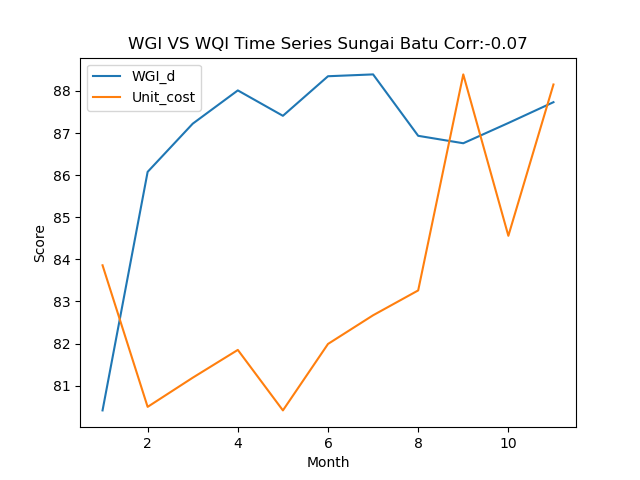 WGI VS WQI Time Series Sungai Batu Corr:-0.07
WGI_d
Unit_cost
88
87
86
85
84
83
82
81
Score
2 4 6 8 10
Month